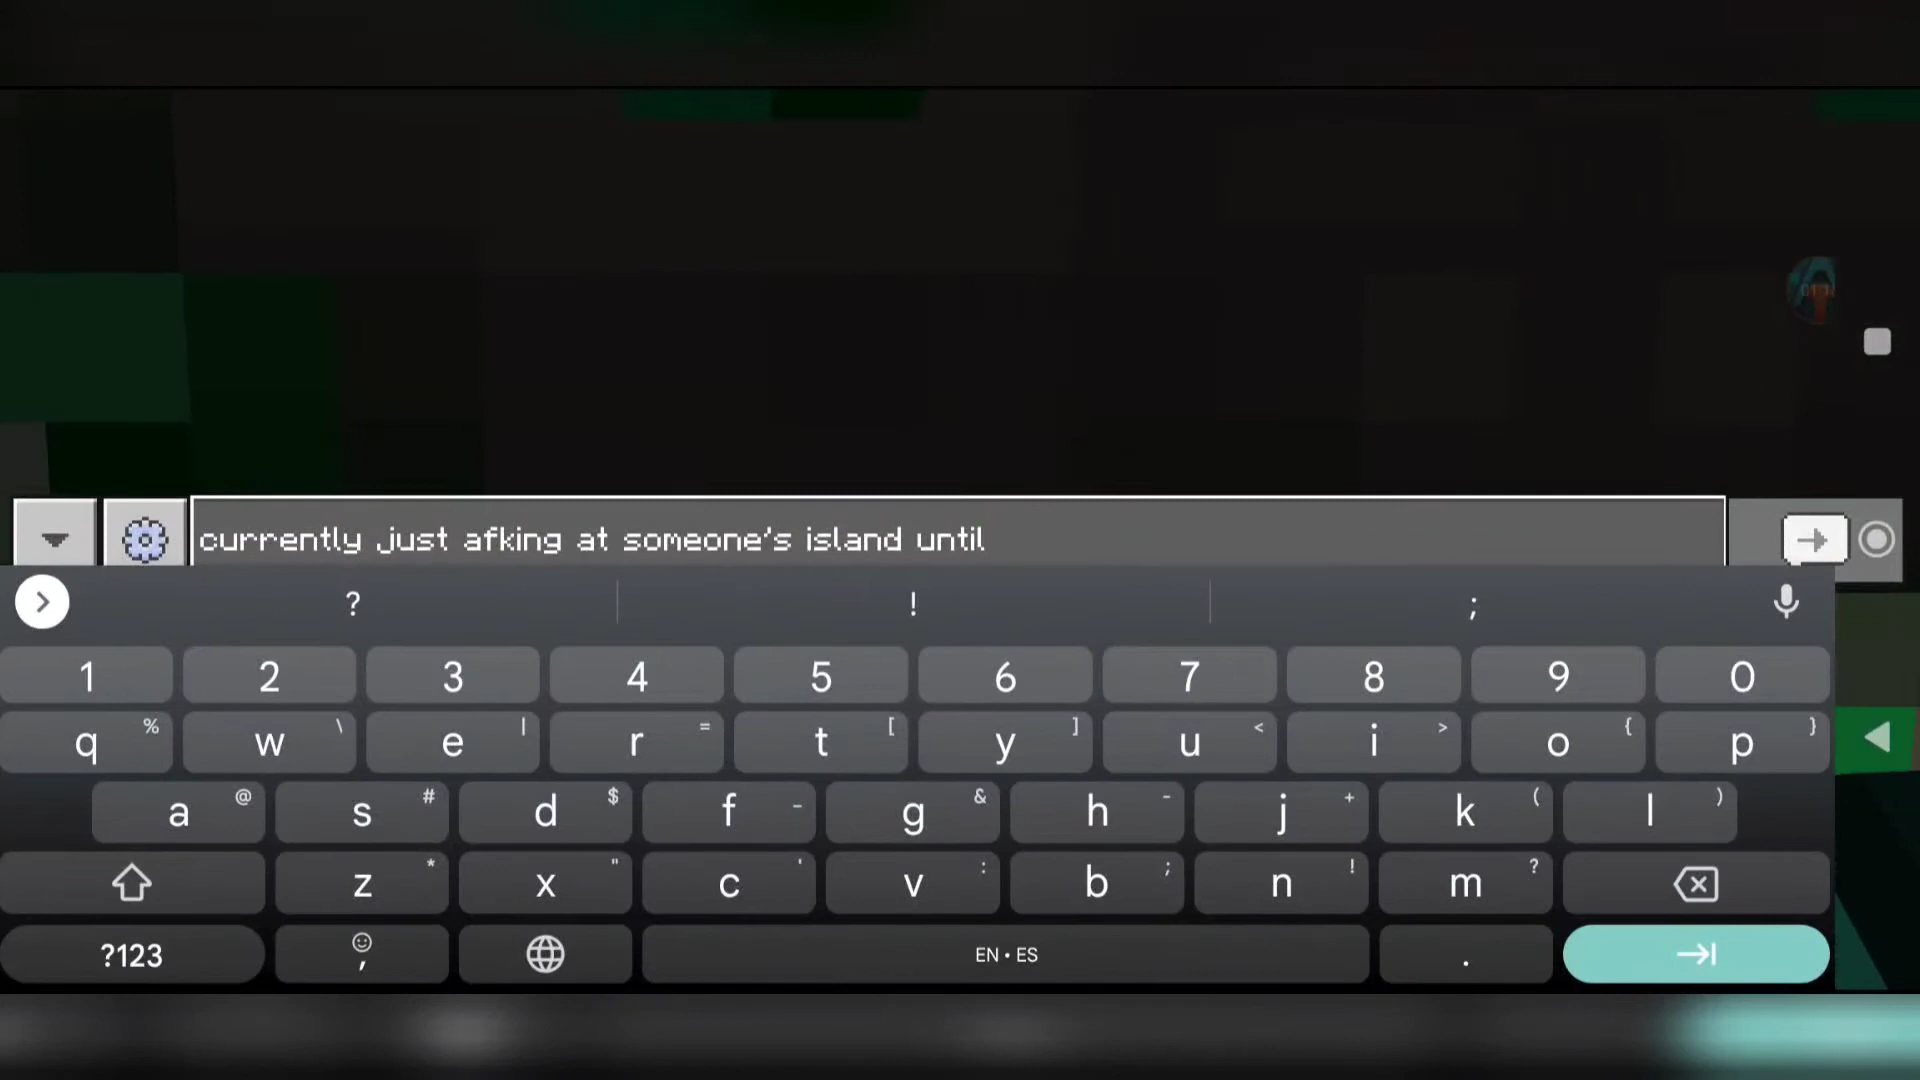 currently just afking at someone's island until
? ! ;
1 2 3 4 5 6 7 8 9 0
q % w \ e | r = t [ y ] u < i > o { p }
a @ s # d $ f _ g & h - j + k ( l )
z * x " c ' v : b ; n ! m ?
?123 , EN • ES .